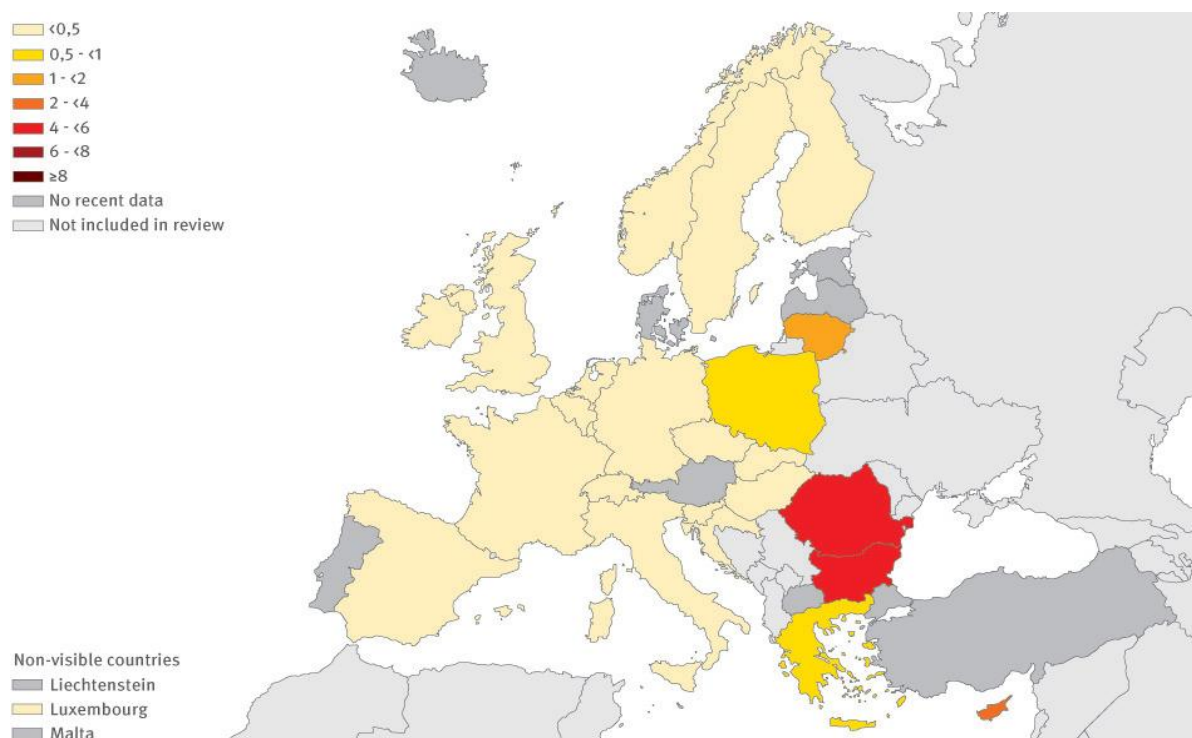 <0,5
0,5 - <1
1 - <2
2 - <4
4 - <6
6 - <8
≥8
No recent data
Not included in review
Non-visible countries
Liechtenstein
Luxembourg
Malta